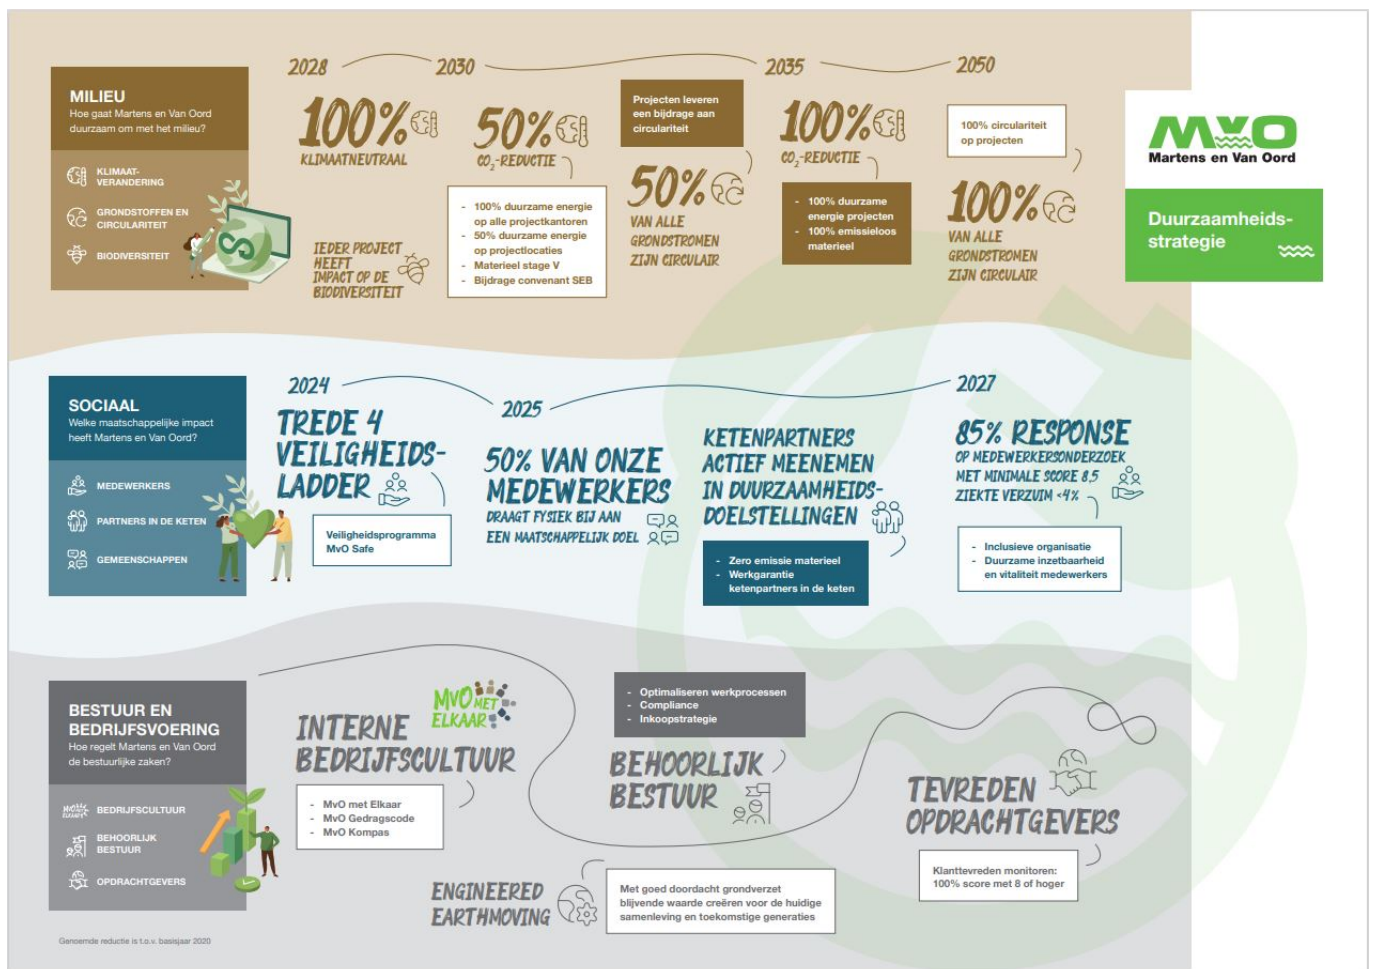 MILIEU
Hoe gaat Martens en Van Oord
duurzaam om met het milieu?
KLIMAAT-
VERANDERING
GRONDSTOFFEN EN
CIRCULARITEIT
BIODIVERSITEIT
2028
100%
KLIMAATNEUTRAAL
IEDER PROJECT
HEEFT
IMPACT OP DE
BIODIVERSITEIT
2030
50%
CO₂-REDUCTIE
- 100% duurzame energie
op alle projectkantoren
- 50% duurzame energie
op projectlocaties
- Materieel stage V
- Bijdrage convenant SEB
Projecten leveren
een bijdrage aan
circulariteit
50%
VAN ALLE
GRONDSTROMEN
ZIJN CIRCULAIR
2035
100%
CO₂-REDUCTIE
- 100% duurzame
energie projecten
- 100% emissieloos
materieel
2050
100% circulariteit
op projecten
100%
VAN ALLE
GRONDSTROMEN
ZIJN CIRCULAIR
MVO
Martens en Van Oord
Duurzaamheids-
strategie
SOCIAAL
Welke maatschappelijke impact
heeft Martens en Van Oord?
MEDEWERKERS
PARTNERS IN DE KETEN
GEMEENSCHAPPEN
2024
TREDE 4
VEILIGHEIDS-
LADDER
Veiligheidsprogramma
MvO Safe
2025
50% VAN ONZE
MEDEWERKERS
DRAAGT FYSIEK BIJ AAN
EEN MAATSCHAPPELIJK DOEL
KETENPARTNERS
ACTIEF MEENEMEN
IN DUURZAAMHEIDS-
DOELSTELLINGEN
- Zero emissie materieel
- Werkgarantie
ketenpartners in de keten
2027
85% RESPONSE
OP MEDEWERKERSONDERZOEK
MET MINIMALE SCORE 8,5
ZIEKTE VERZUIM <4%
- Inclusieve organisatie
- Duurzame inzetbaarheid
en vitaliteit medewerkers
BESTUUR EN
BEDRIJFSVOERING
Hoe regelt Martens en Van Oord
de bestuurlijke zaken?
MVO MET
ELKAAR
BEDRIJFSCULTUUR
BEHOORLIJK
BESTUUR
OPDRACHTGEVERS
MVO MET
ELKAAR
INTERNE
BEDRIJFSCULTUUR
- MvO met Elkaar
- MvO Gedragscode
- MvO Kompas
ENGINEERED
EARTHMOVING
Met goed doordacht grondverzet
blijvende waarde creëren voor de huidige
samenleving en toekomstige generaties
- Optimaliseren werkprocessen
- Compliance
- Inkoopstrategie
BEHOORLIJK
BESTUUR
TEVREDEN
OPDRACHTGEVERS
Klanttevreden monitoren:
100% score met 8 of hoger
Genoemde reductie is t.o.v. basisjaar 2020